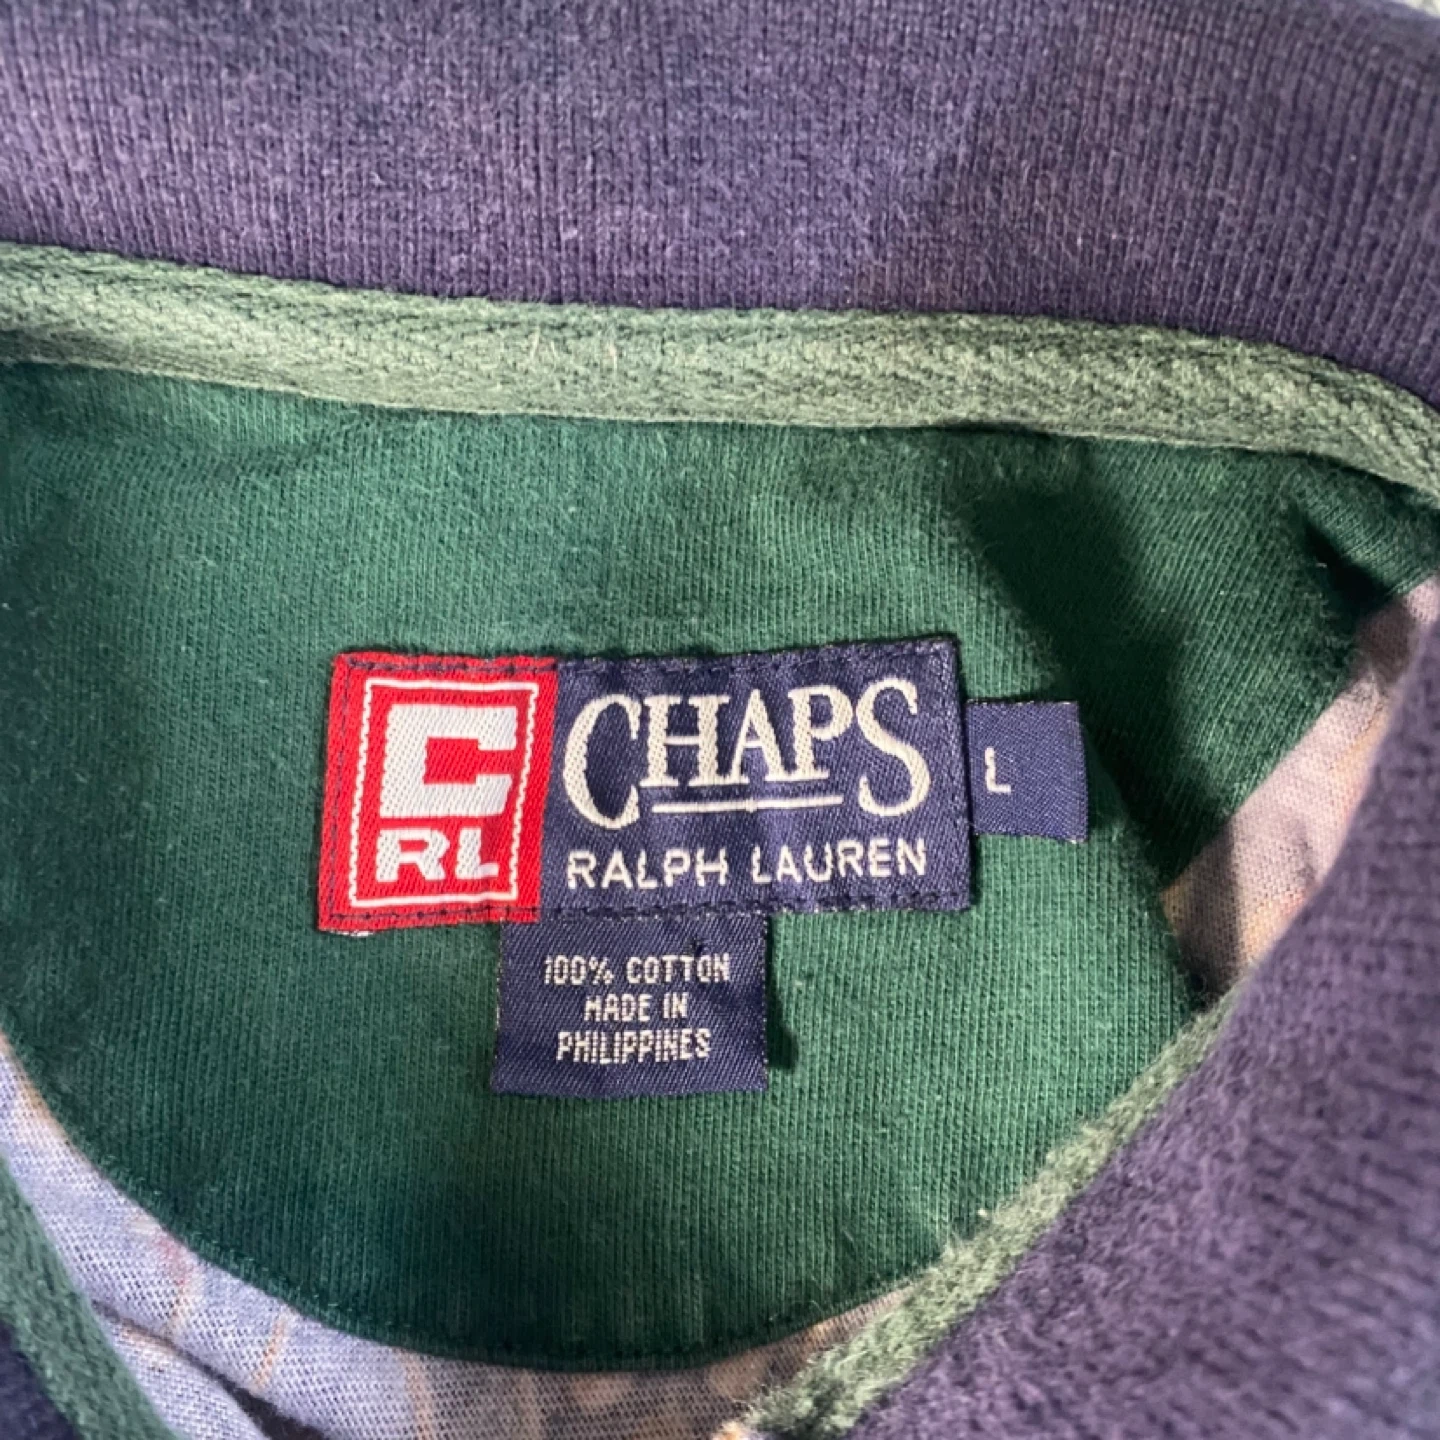 C
RL
CHAPS
RALPH LAUREN
L
100% COTTON
MADE IN
PHILIPPINES